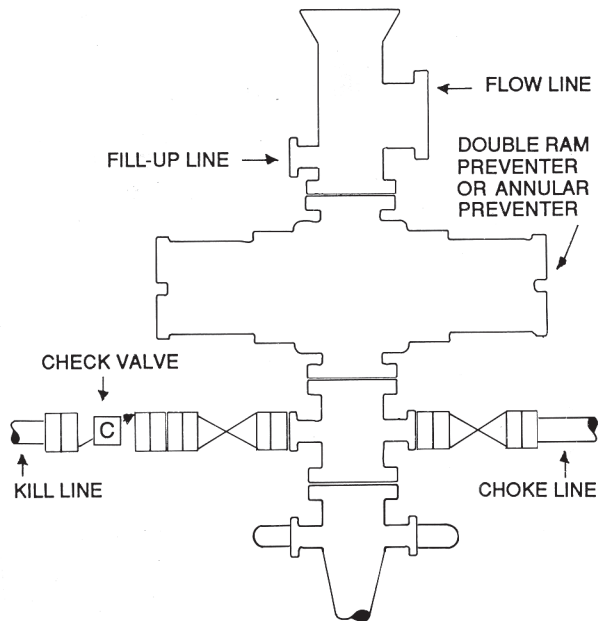 FLOW LINE
FILL-UP LINE
DOUBLE RAM
PREVENTER
OR ANNULAR
PREVENTER
CHECK VALVE
C
KILL LINE
CHOKE LINE